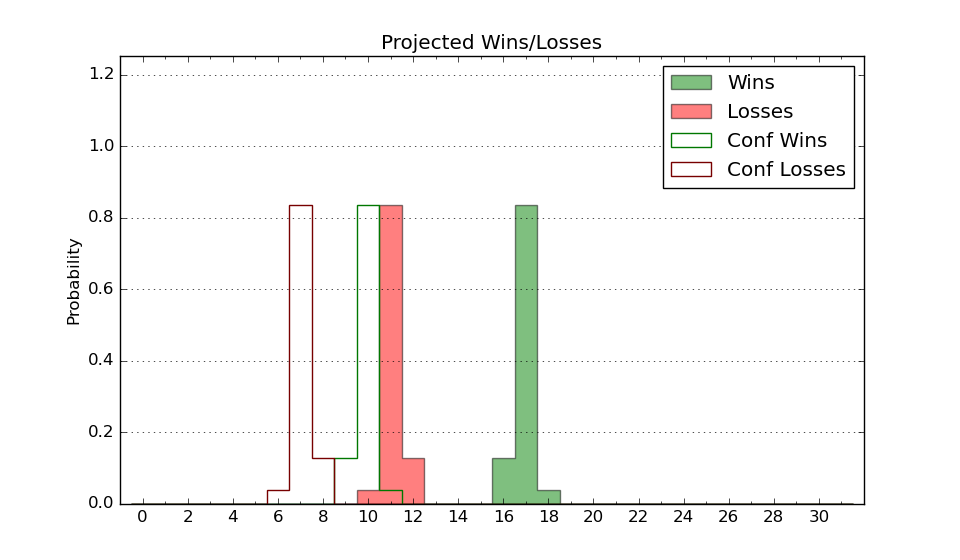 Projected Wins/Losses
1.2
1.0
0.8
0.6
0.4
0.2
0.0
Probability
Wins
Losses
Conf Wins
Conf Losses
0 2 4 6 8 10 12 14 16 18 20 22 24 26 28 30